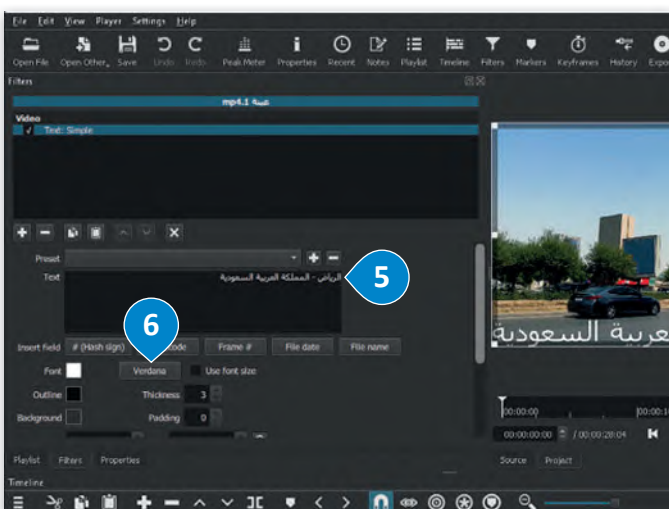 File Edit View Player Settings Help
Open File Open Other.. Save Undo Redo Peak Meter Properties Recent Notes Playlist Timeline Filters Markers Keyframes History
Filters
عينة 1.mp4
Video
✓ Text: Simple
Preset
Text
الرياض - المملكة العربية السعودية
5
6
Insert field # (Hash sign) Frame # File date File name
Font Verdana Use font size
Outline Thickness 3
Background Padding 0
العربية السعودية
00:00:00
00:00:00:00 / 00:00:28:04
Playlist Filters Properties
Source Project
Timeline